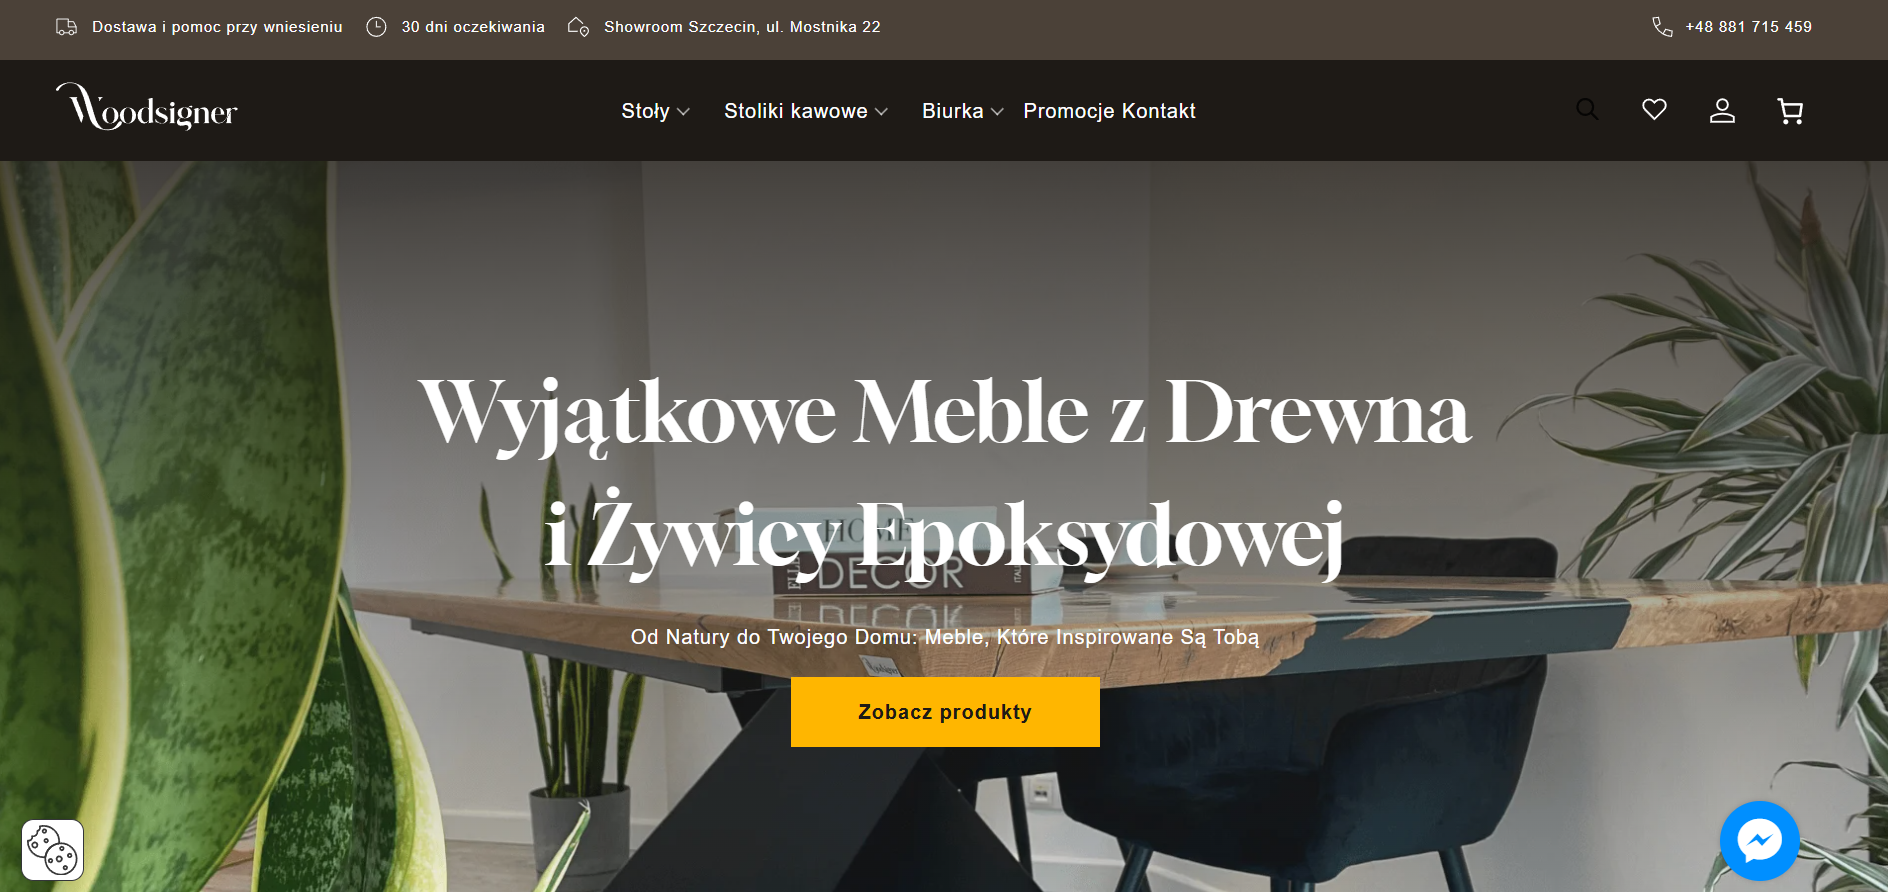 Dostawa i pomoc przy wniesieniu
30 dni oczekiwania
Showroom Szczecin, ul. Mostnika 22
+48 881 715 459
Woodsigner
Stoły
Stoliki kawowe
Biurka
Promocje
Kontakt
Wyjątkowe Meble z Drewna
i Żywicy Epoksydowej
HOME
DECOR
Od Natury do Twojego Domu: Meble, Które Inspirowane Są Tobą
Zobacz produkty